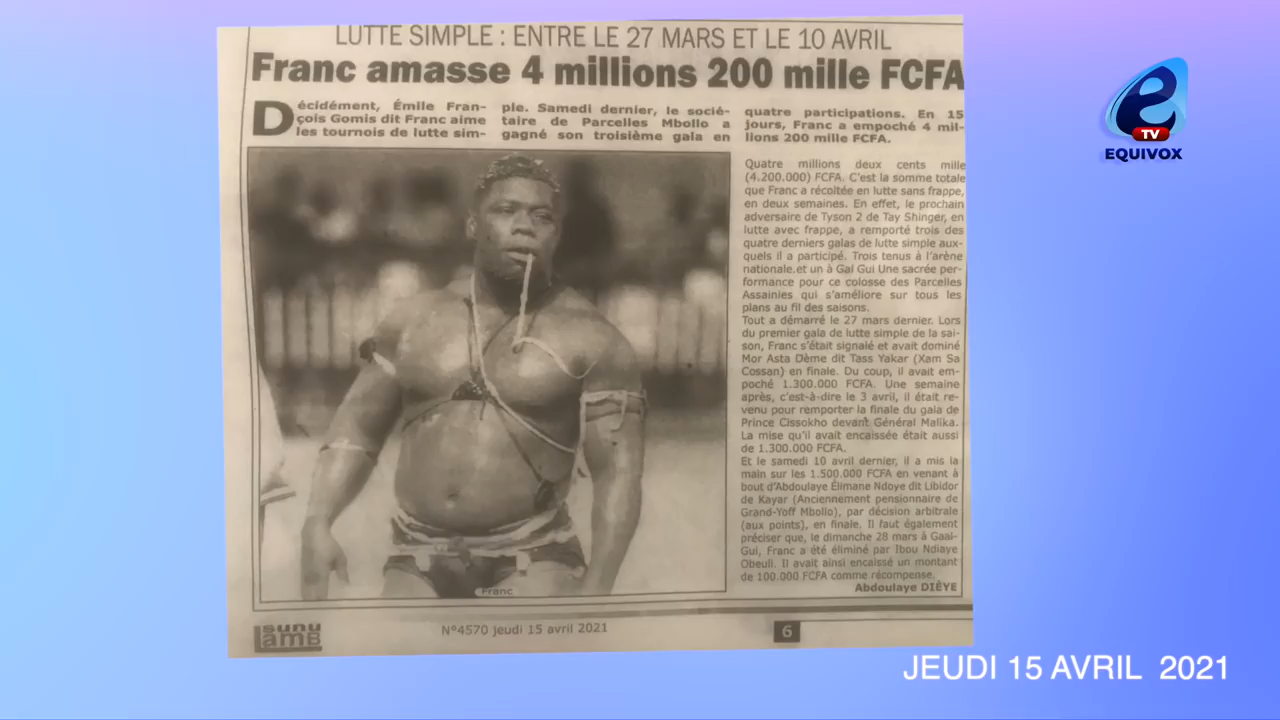 LUTTE SIMPLE : ENTRE LE 27 MARS ET LE 10 AVRIL
Franc amasse 4 millions 200 mille FCFA
Décidément, Émile Fran-
çois Gomis dit Franc aime
les tournois de lutte sim-
ple. Samedi dernier, le socié-
taire de Parcelles Mbollo a
gagné son troisième gala en
quatre participations. En 15
jours, Franc a empoché 4 mil-
lions 200 mille FCFA.
Quatre millions deux cents mille
(4.200.000) FCFA. C'est la somme totale
que Franc a récoltée en lutte sans frappe,
en deux semaines. En effet, le prochain
adversaire de Tyson 2 de Tay Shinger, en
lutte avec frappe, a remporté trois des
quatre derniers galas de lutte simple aux-
quels il a participé. Trois tenus à l'arène
nationale.et un à Gal Gui Une sacrée per-
formance pour ce colosse des Parcelles
Assainies qui s'améliore sur tous les
plans au fil des saisons.
Tout a démarré le 27 mars dernier. Lors
du premier gala de lutte simple de la sai-
son, Franc s'était signalé et avait dominé
Mor Asta Dème dit Tass Yakar (Xam Sa
Cossan) en finale. Du coup, il avait em-
poché 1.300.000 FCFA. Une semaine
après, c'est-à-dire le 3 avril, il était re-
venu pour remporter la finale du gala de
Prince Cissokho devant Général Malika.
La mise qu'il avait encaissée était aussi
de 1.300.000 FCFA.
Et le samedi 10 avril dernier, il a mis la
main sur les 1.500.000 FCFA en venant à
bout d'Abdoulaye Élimane Ndoye dit Libidor
de Kayar (Anciennement pensionnaire de
Grand-Yoff Mbollo), par décision arbitrale
(aux points), en finale. Il faut également
préciser que, le dimanche 28 mars à Gaal-
Gui, Franc a été éliminé par Ibou Ndiaye
Obeuli. Il avait ainsi encaissé un montant
de 100.000 FCFA comme récompense.
Abdoulaye DIÈYE
Franc
sunu
LamB
N°4570 jeudi 15 avril 2021
6
e
TV
EQUIVOX
JEUDI 15 AVRIL 2021